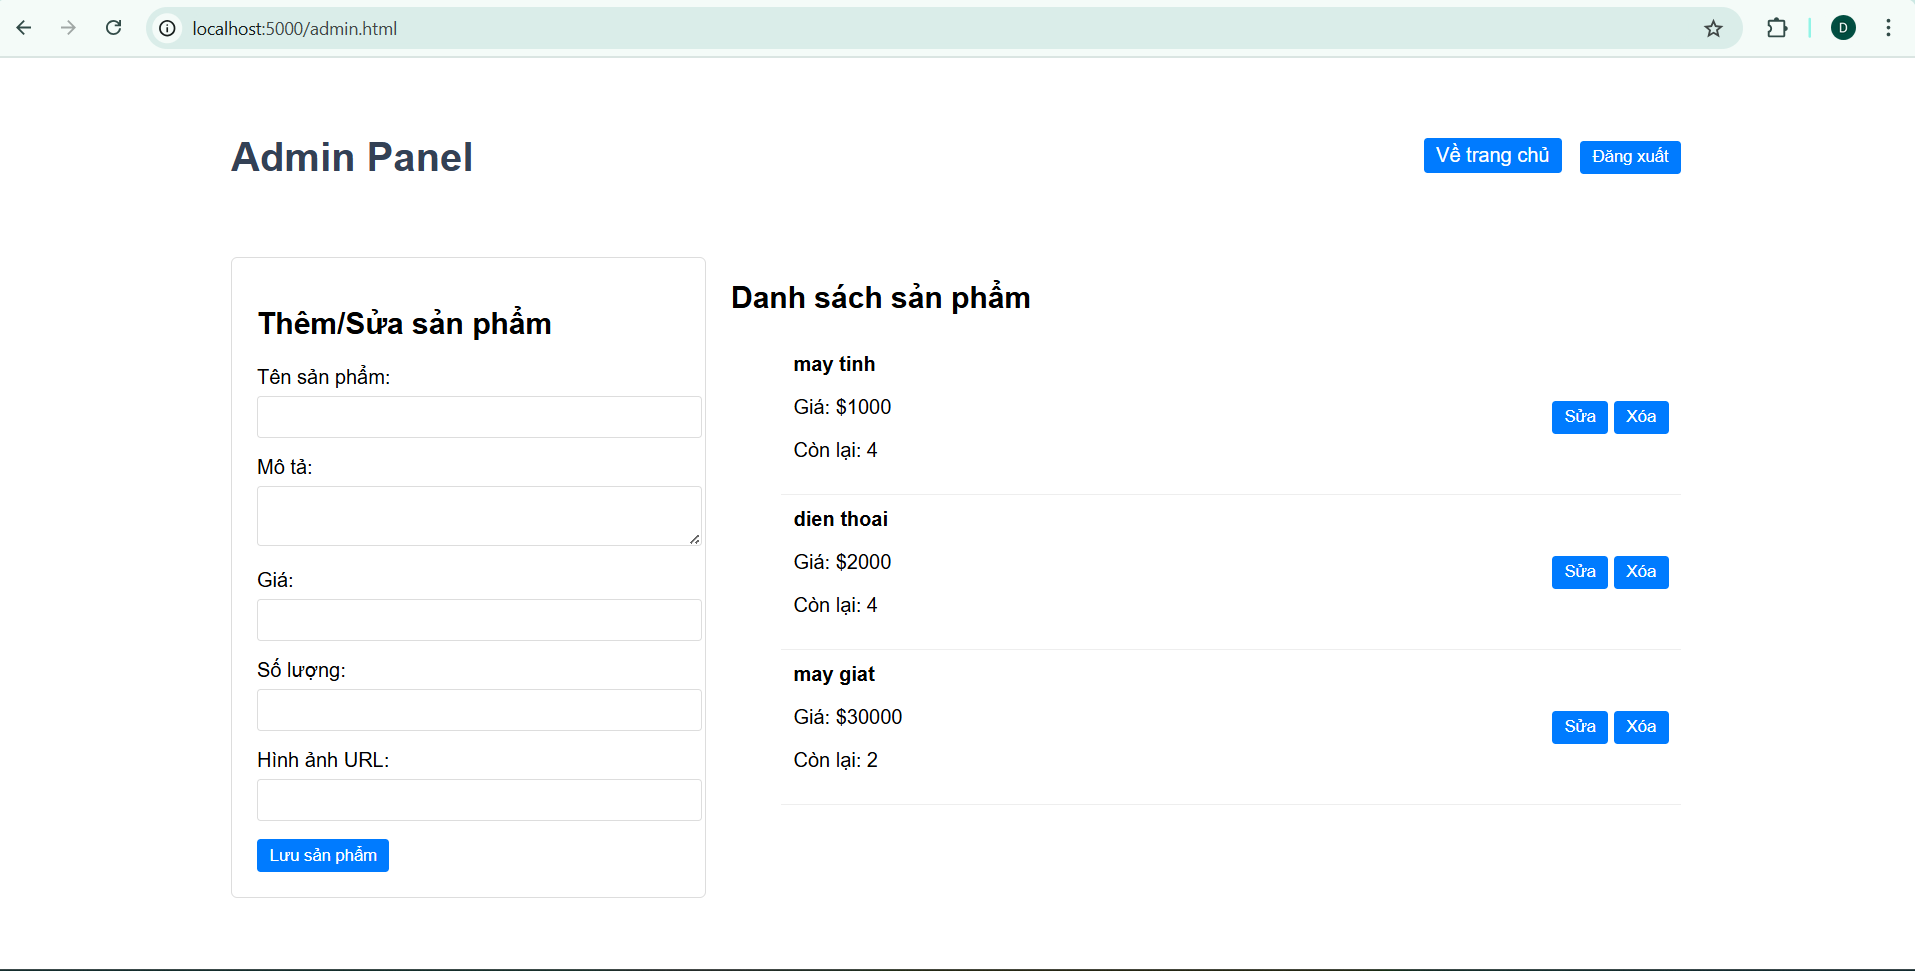 localhost:5000/admin.html
D
Admin Panel
Về trang chủ
Đăng xuất
Thêm/Sửa sản phẩm
Tên sản phẩm:
Mô tả:
Giá:
Số lượng:
Hình ảnh URL:
Lưu sản phẩm
Danh sách sản phẩm
may tinh
Giá: $1000
Còn lại: 4
Sửa
Xóa
dien thoai
Giá: $2000
Còn lại: 4
Sửa
Xóa
may giat
Giá: $30000
Còn lại: 2
Sửa
Xóa